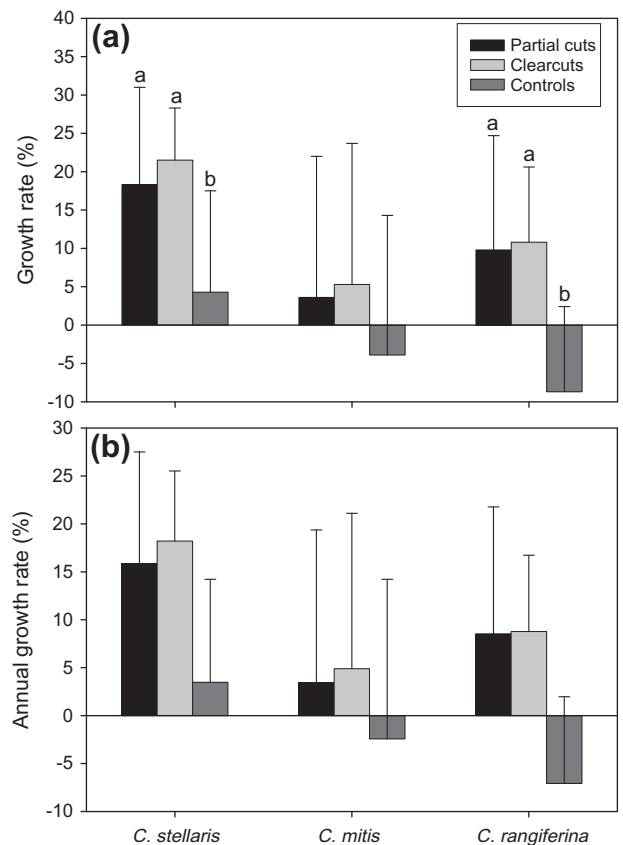 (a)
Growth rate (%)
40
35
30
25
20
15
10
5
0
-5
-10
Partial cuts
Clearcuts
Controls
a a b
a a b
(b)
Annual growth rate (%)
30
25
20
15
10
5
0
-5
-10
C. stellaris C. mitis C. rangiferina